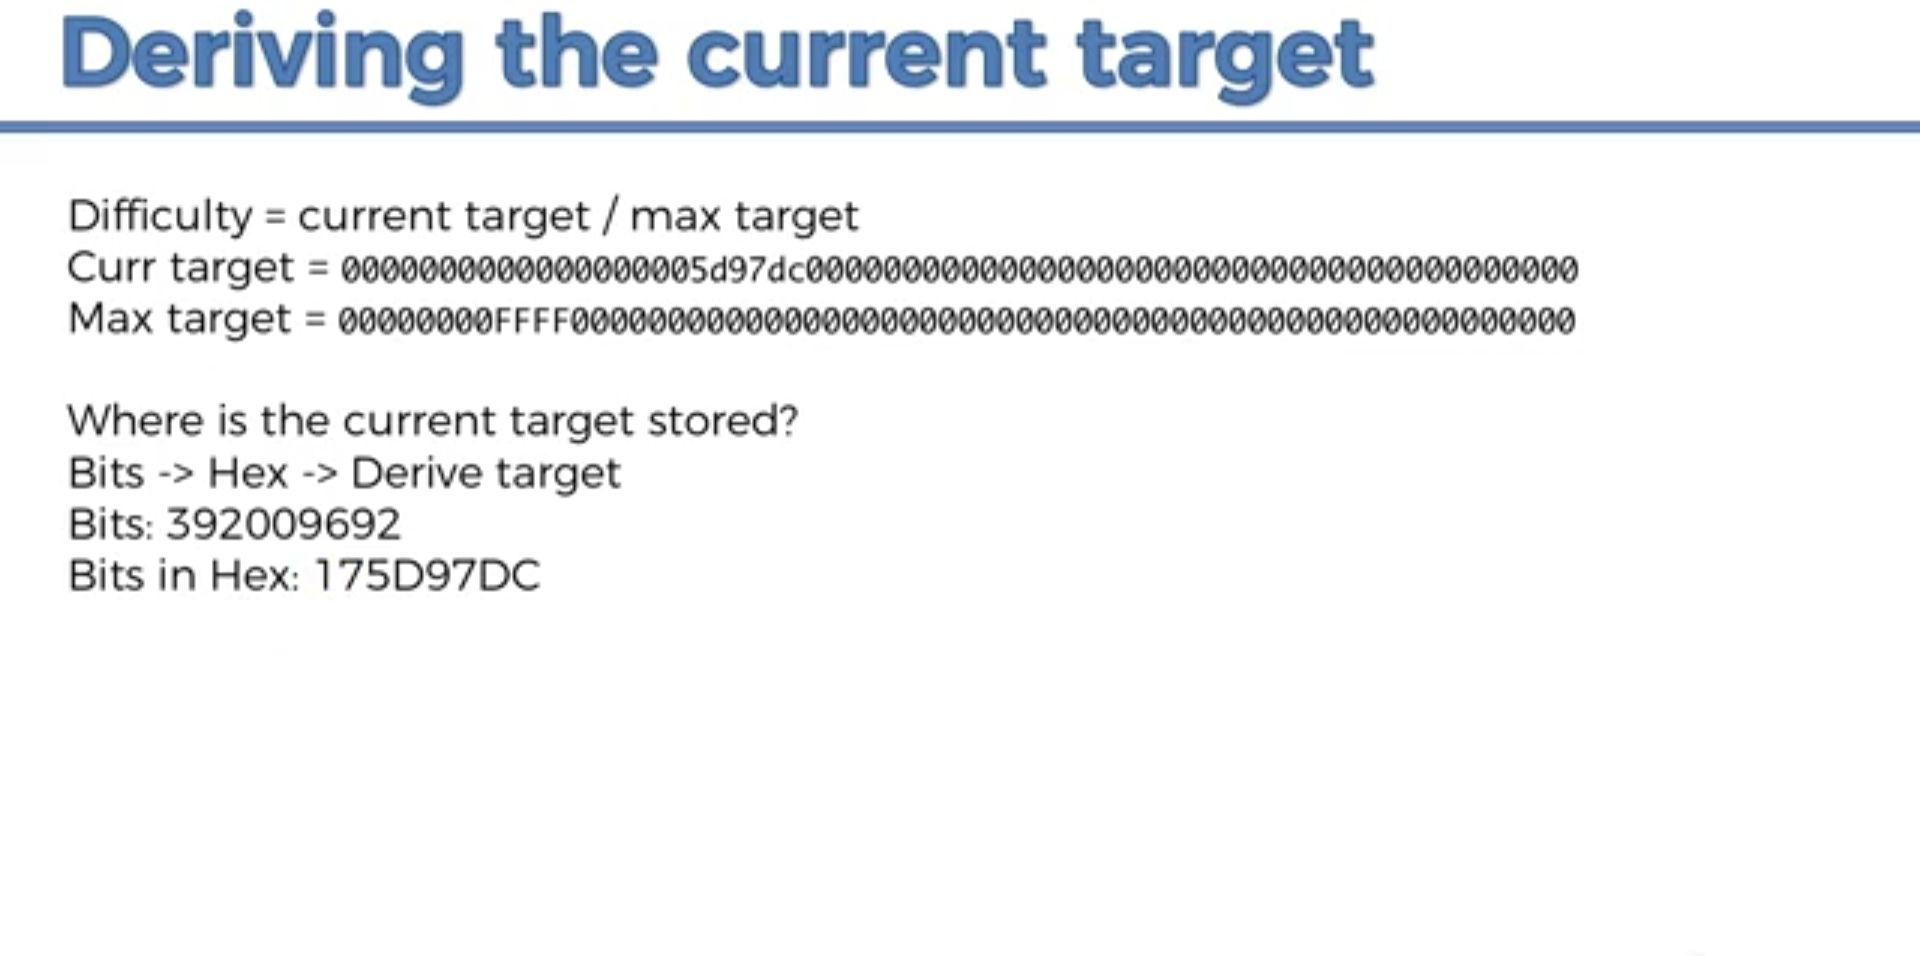 Deriving the current target
Difficulty = current target / max target
Curr target = 0000000000000000005d97dc0000000000000000000000000000000000000000
Max target = 00000000FFFF0000000000000000000000000000000000000000000000000000
Where is the current target stored?
Bits -> Hex -> Derive target
Bits: 392009692
Bits in Hex: 175D97DC